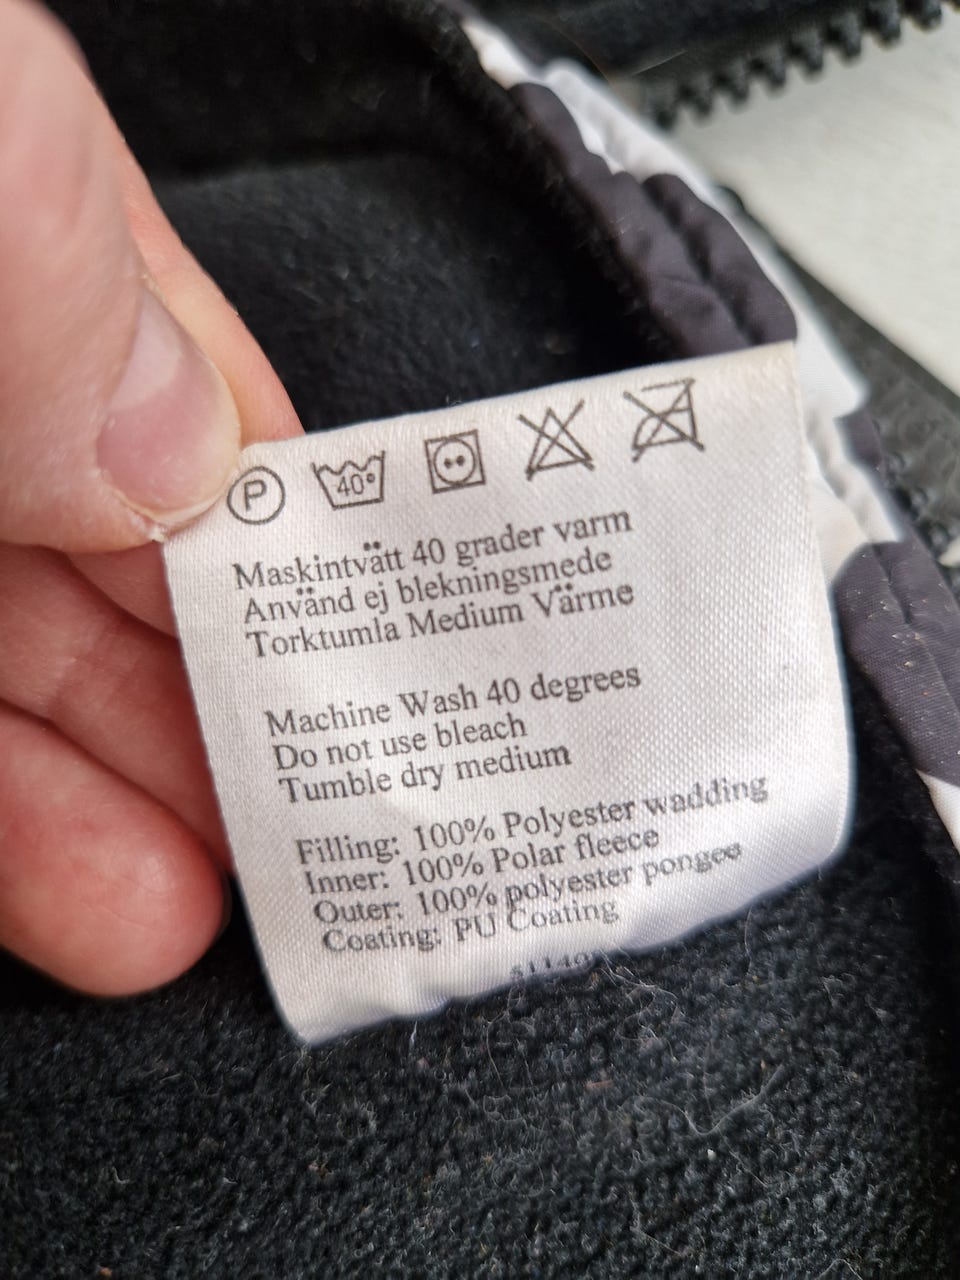 P 40°
Maskintvätt 40 grader varm
Använd ej blekningsmede
Torktumla Medium Värme
Machine Wash 40 degrees
Do not use bleach
Tumble dry medium
Filling: 100% Polyester wadding
Inner: 100% Polar fleece
Outer: 100% polyester pongee
Coating: PU Coating